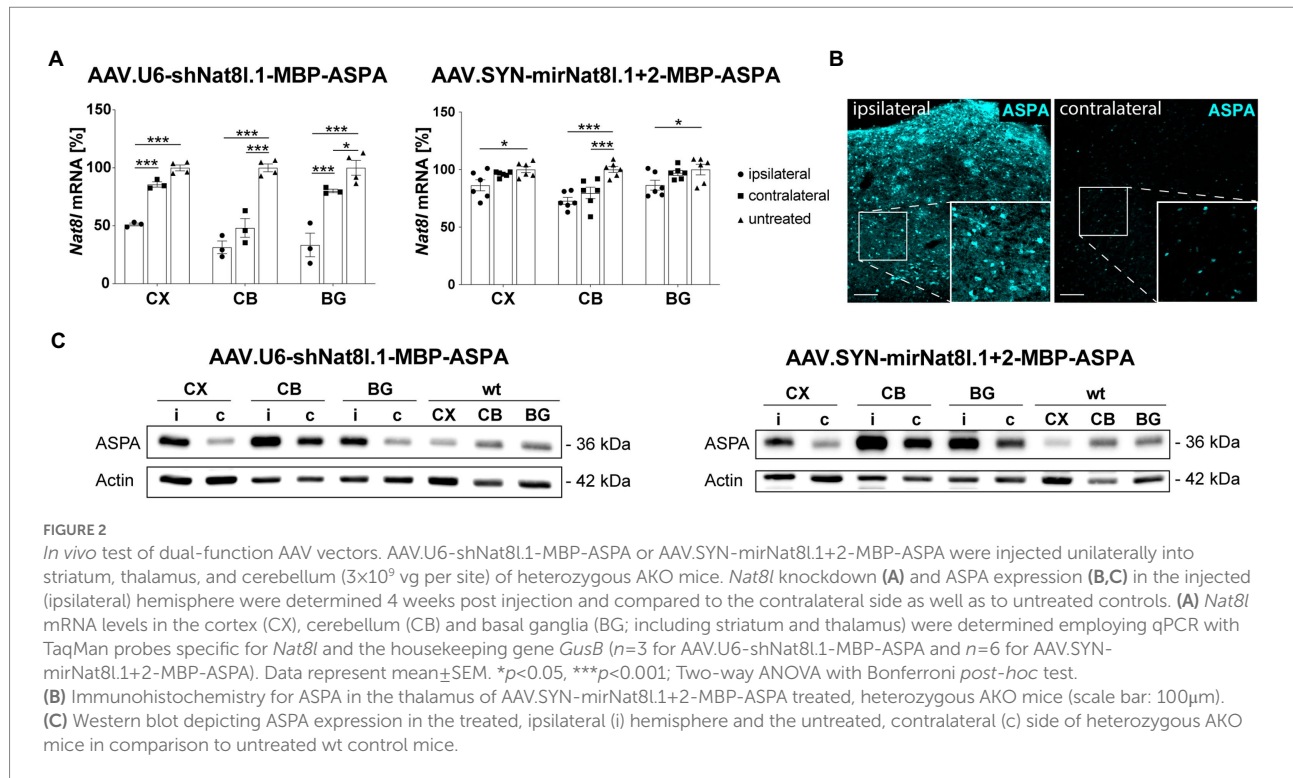 A
AAV.U6-shNat8l.1-MBP-ASPA
AAV.SYN-mirNat8l.1+2-MBP-ASPA
B
Nat8l mRNA [%]
150
100
50
0
***
***
***
***
***
***
*
CX
CB
BG
Nat8l mRNA [%]
150
100
50
0
*
***
***
*
CX
CB
BG
● ipsilateral
■ contralateral
▲ untreated
ipsilateral
ASPA
contralateral
ASPA
C
AAV.U6-shNat8l.1-MBP-ASPA
CX CB BG wt
i c i c i c CX CB BG
ASPA - 36 kDa
Actin - 42 kDa
AAV.SYN-mirNat8l.1+2-MBP-ASPA
CX CB BG wt
i c i c i c CX CB BG
ASPA - 36 kDa
Actin - 42 kDa
FIGURE 2
In vivo test of dual-function AAV vectors. AAV.U6-shNat8l.1-MBP-ASPA or AAV.SYN-mirNat8l.1+2-MBP-ASPA were injected unilaterally into
striatum, thalamus, and cerebellum (3×10⁹ vg per site) of heterozygous AKO mice. Nat8l knockdown (A) and ASPA expression (B,C) in the injected
(ipsilateral) hemisphere were determined 4 weeks post injection and compared to the contralateral side as well as to untreated controls. (A) Nat8l
mRNA levels in the cortex (CX), cerebellum (CB) and basal ganglia (BG; including striatum and thalamus) were determined employing qPCR with
TaqMan probes specific for Nat8l and the housekeeping gene GusB (n=3 for AAV.U6-shNat8l.1-MBP-ASPA and n=6 for AAV.SYN-
mirNat8l.1+2-MBP-ASPA). Data represent mean±SEM. *p<0.05, ***p<0.001; Two-way ANOVA with Bonferroni post-hoc test.
(B) Immunohistochemistry for ASPA in the thalamus of AAV.SYN-mirNat8l.1+2-MBP-ASPA treated, heterozygous AKO mice (scale bar: 100μm).
(C) Western blot depicting ASPA expression in the treated, ipsilateral (i) hemisphere and the untreated, contralateral (c) side of heterozygous AKO
mice in comparison to untreated wt control mice.